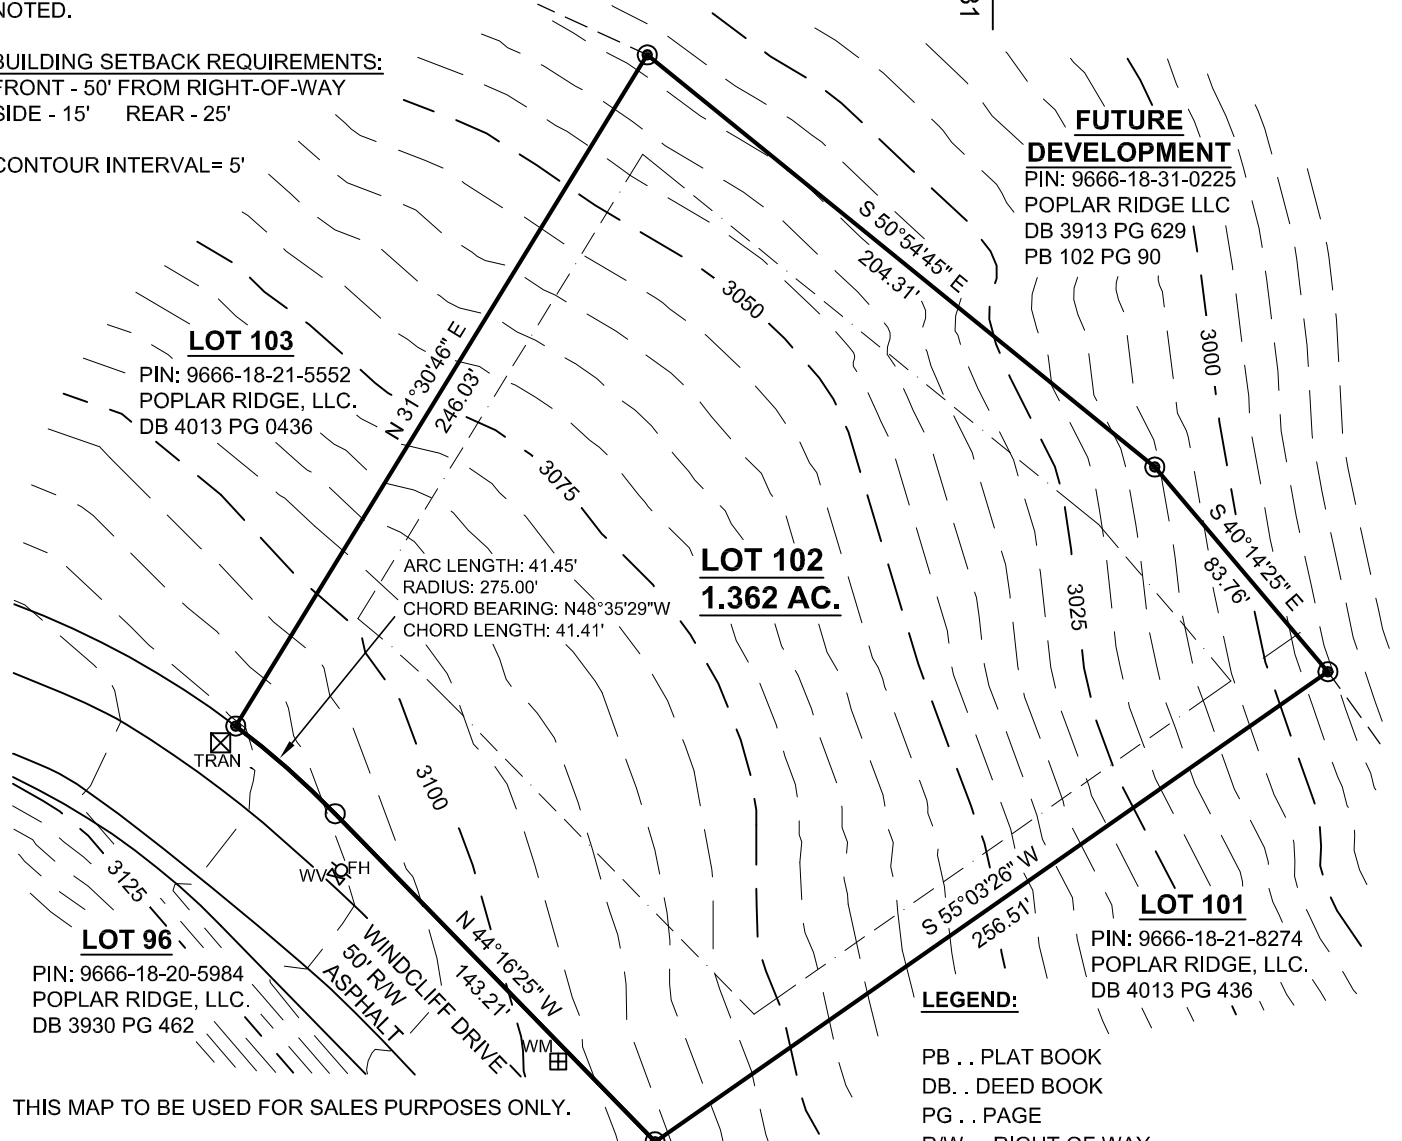 NOTED.
BUILDING SETBACK REQUIREMENTS:
FRONT - 50' FROM RIGHT-OF-WAY
SIDE - 15' REAR - 25'
CONTOUR INTERVAL= 5'
31
FUTURE
DEVELOPMENT
PIN: 9666-18-31-0225
POPLAR RIDGE LLC
DB 3913 PG 629
PB 102 PG 90
S 50°54'45" E
204.31'
3050
3000
LOT 103
PIN: 9666-18-21-5552
POPLAR RIDGE, LLC.
DB 4013 PG 0436
N 31°30'46" E
246.03'
3075
ARC LENGTH: 41.45'
RADIUS: 275.00'
CHORD BEARING: N48°35'29"W
CHORD LENGTH: 41.41'
LOT 102
1.362 AC.
S 40°14'25" E
83.76'
3025
TRAN
3100
WV
FH
3125
LOT 96
PIN: 9666-18-20-5984
POPLAR RIDGE, LLC.
DB 3930 PG 462
WINDCLIFF DRIVE
50' R/W
ASPHALT
N 44°16'25" W
143.21'
WM
S 55°03'26" W
256.51'
LOT 101
PIN: 9666-18-21-8274
POPLAR RIDGE, LLC.
DB 4013 PG 436
LEGEND:
PB . . PLAT BOOK
DB. . DEED BOOK
PG . . PAGE
R/W . . RIGHT OF WAY
THIS MAP TO BE USED FOR SALES PURPOSES ONLY.